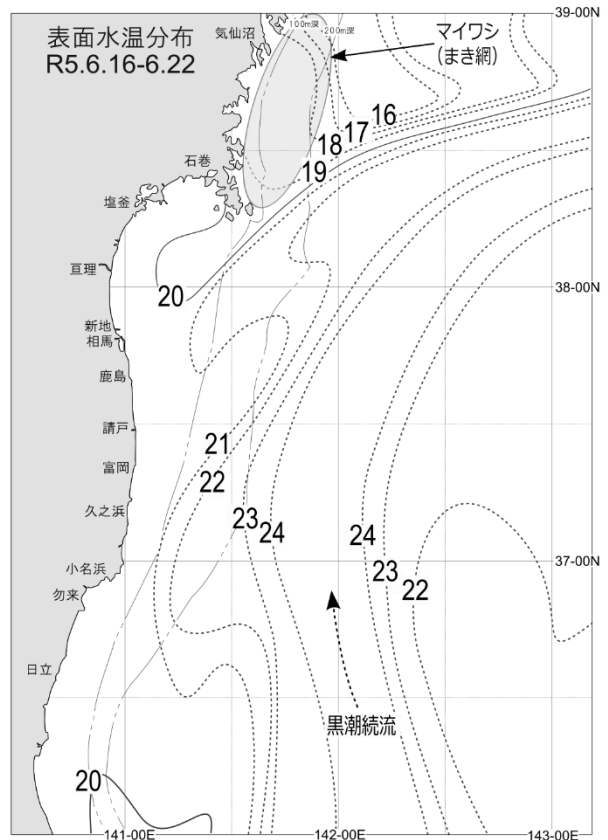 表面水温分布
R5.6.16-6.22
気仙沼
100m深
200m深
マイワシ
(まき網)
39-00N
16
17
18
19
石巻
塩釜
亘理
20
38-00N
新地
相馬
鹿島
請戸
富岡
久之浜
小名浜
勿来
日立
21
22
23
24
24
23
22
37-00N
黒潮続流
20
141-00E
142-00E
143-00E